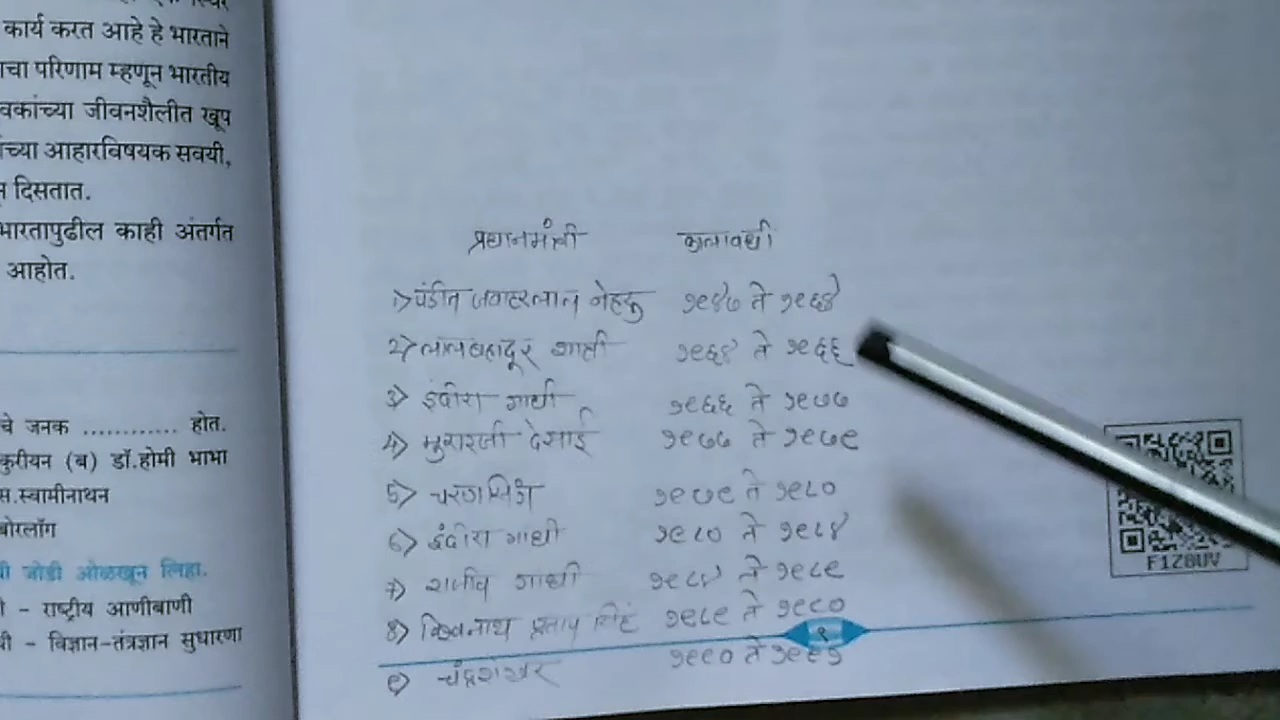 स्थिर
कार्य करत आहे हे भारताने
चा परिणाम म्हणून भारतीय
वकांच्या जीवनशैलीत खूप
च्या आहारविषयक सवयी,
दिसतात.
भारतापुढील काही अंतर्गत
आहोत.
चे जनक ............ होत.
कुरीयन (ब) डॉ.होमी भाभा
स.स्वामीनाथन
बोरलॉग
जोडी ओळखून लिहा.
- राष्ट्रीय आणीबाणी
- विज्ञान-तंत्रज्ञान सुधारणा
प्रधानमंत्री कालावधी
1) पंडीत जवाहरलाल नेहरू १९४७ ते १९६४
2) लालबहादूर शास्त्री १९६४ ते १९६६
3) इंदीरा गांधी १९६६ ते १९७७
4) मुरारजी देसाई १९७७ ते १९७९
5) चरणसिंग १९७९ ते १९८०
6) इंदीरा गांधी १९८० ते १९८४
7) राजीव गांधी १९८४ ते १९८९
8) विश्वनाथ प्रताप सिंह १९८९ ते १९९०
९) चंद्रशेखर १९९० ते १९९१
९
F1Z8UV